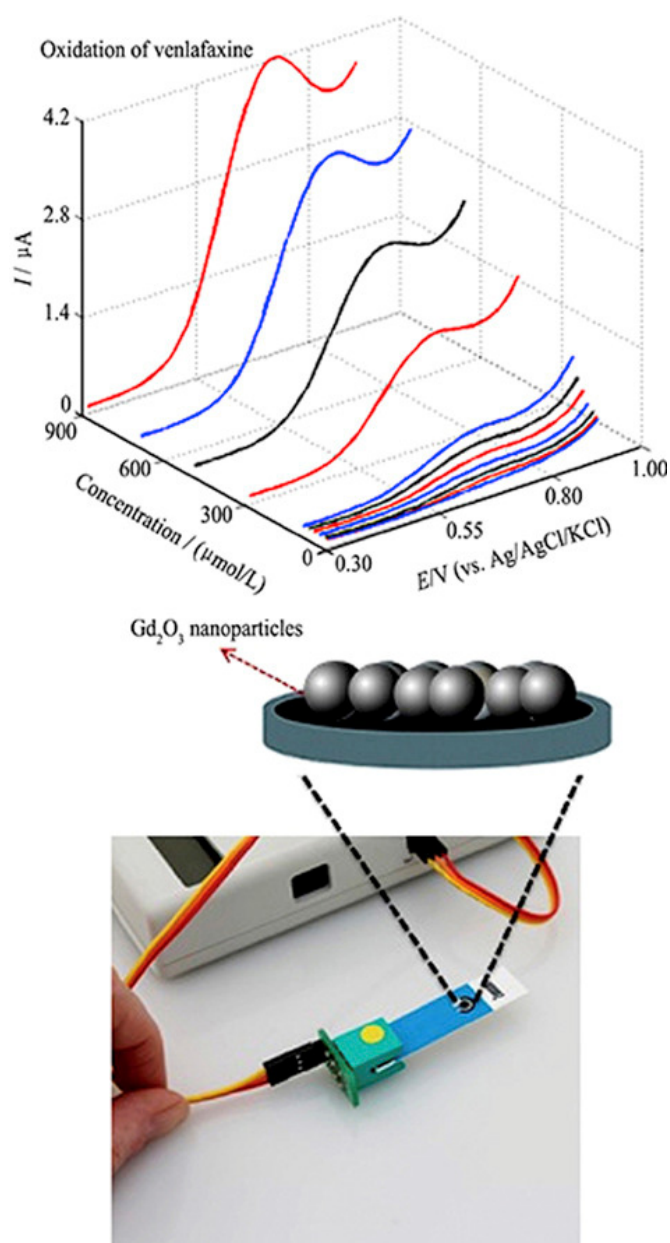 Oxidation of venlafaxine
4.2
2.8
1.4
0
I / μA
900
600
300
0
Concentration / (μmol/L)
0.30
0.55
0.80
1.00
E/V (vs. Ag/AgCl/KCl)
Gd₂O₃ nanoparticles